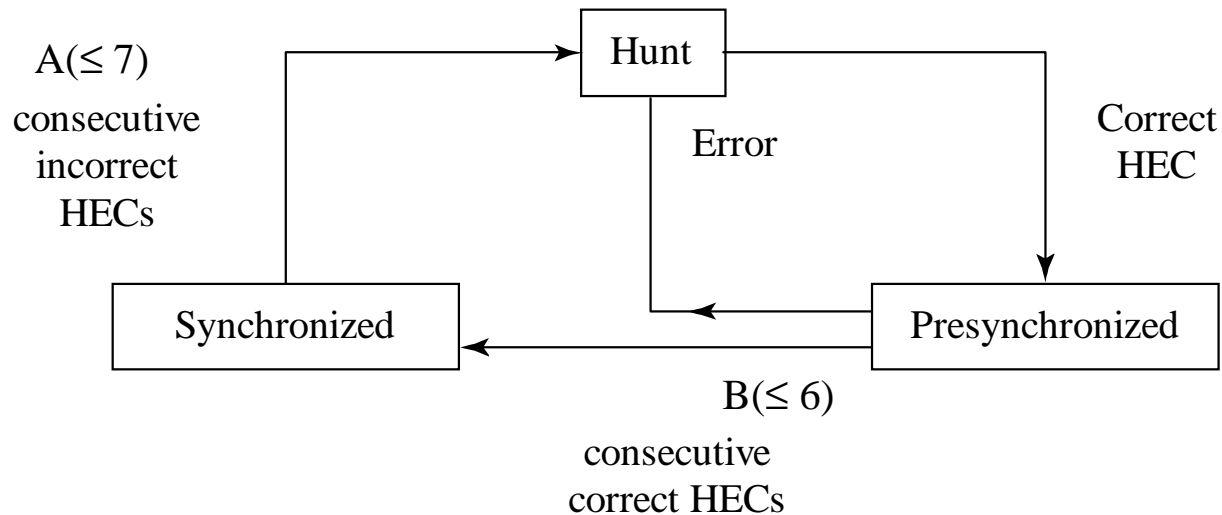 Hunt
A(≤ 7)
consecutive
incorrect
HECs
Error
Correct
HEC
Synchronized
Presynchronized
B(≤ 6)
consecutive
correct HECs